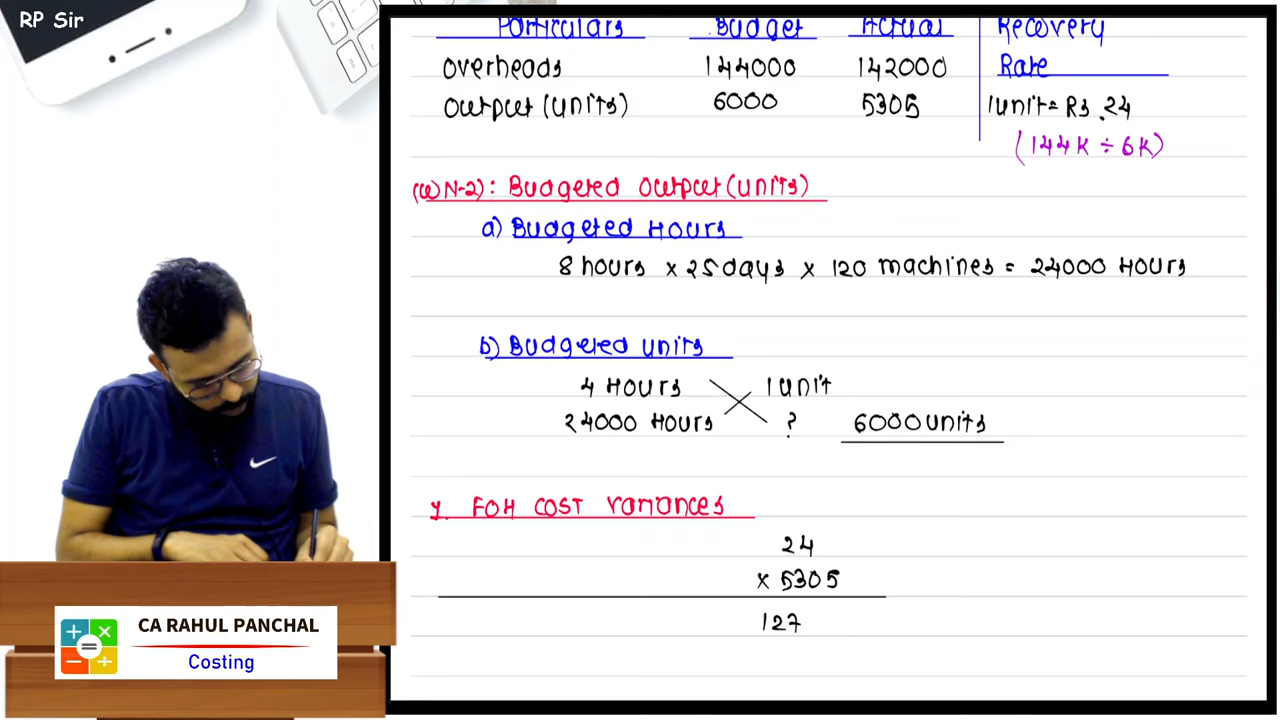 RP Sir
Particulars Budget Actual Recovery
Overheads 144000 142000 Rate
Output (units) 6000 5305 1unit = Rs. 24
(144K ÷ 6K)
(WN-2): Budgeted Output (units)
a) Budgeted Hours
8 hours × 25 days × 120 machines = 24000 Hours
b) Budgeted units
4 Hours 1 unit
24000 Hours ? 6000 units
1. FOH COST Variances
24
× 5305
127
CA RAHUL PANCHAL
Costing